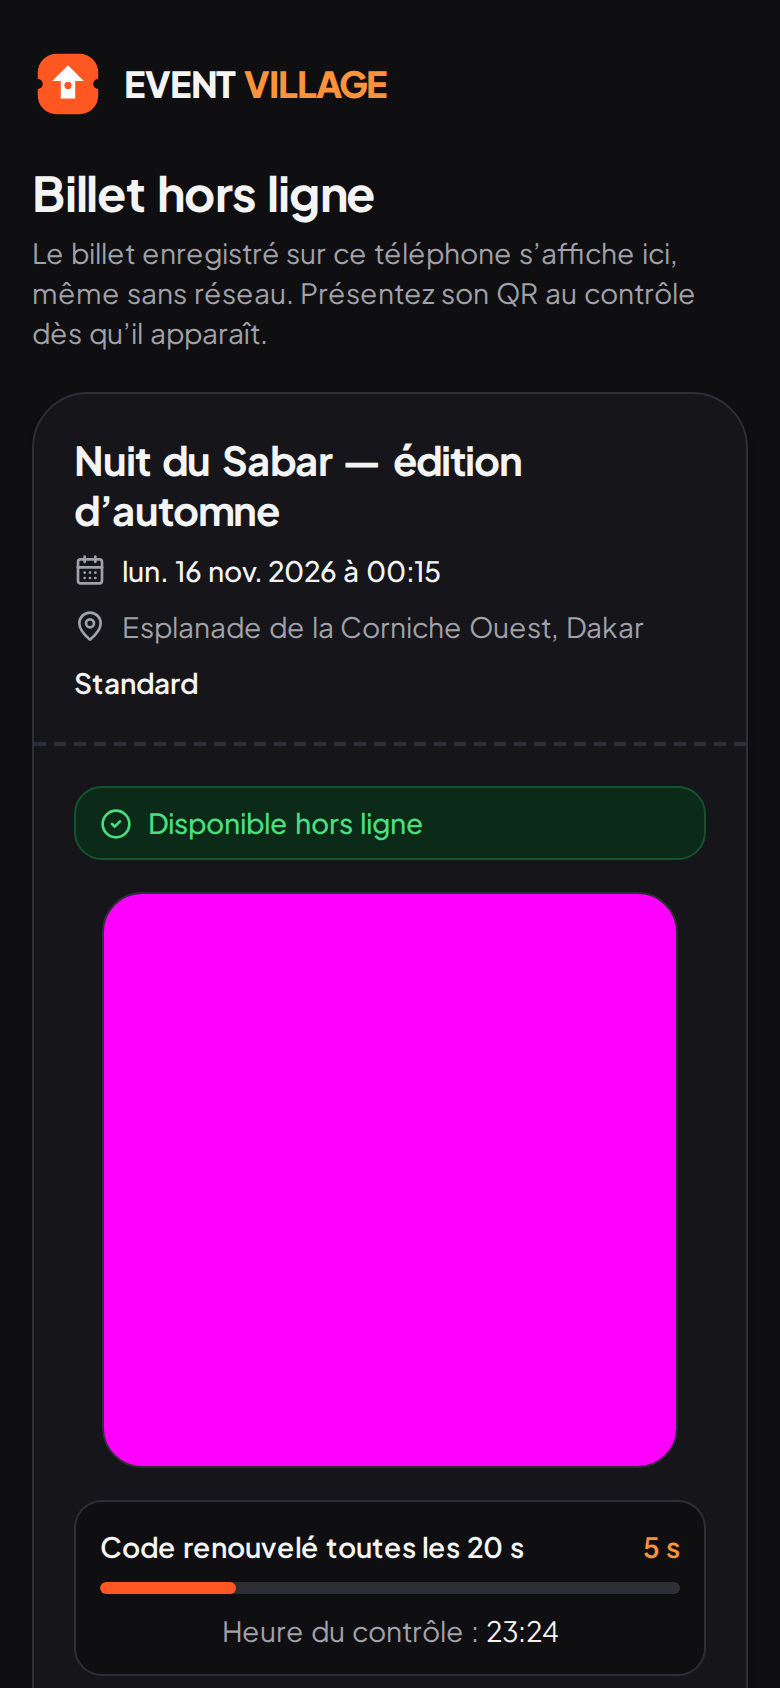 EVENT VILLAGE
Billet hors ligne
Le billet enregistré sur ce téléphone s’affiche ici,
même sans réseau. Présentez son QR au contrôle
dès qu’il apparaît.
Nuit du Sabar — édition
d’automne
lun. 16 nov. 2026 à 00:15
Esplanade de la Corniche Ouest, Dakar
Standard
Disponible hors ligne
Code renouvelé toutes les 20 s 5 s
Heure du contrôle : 23:24